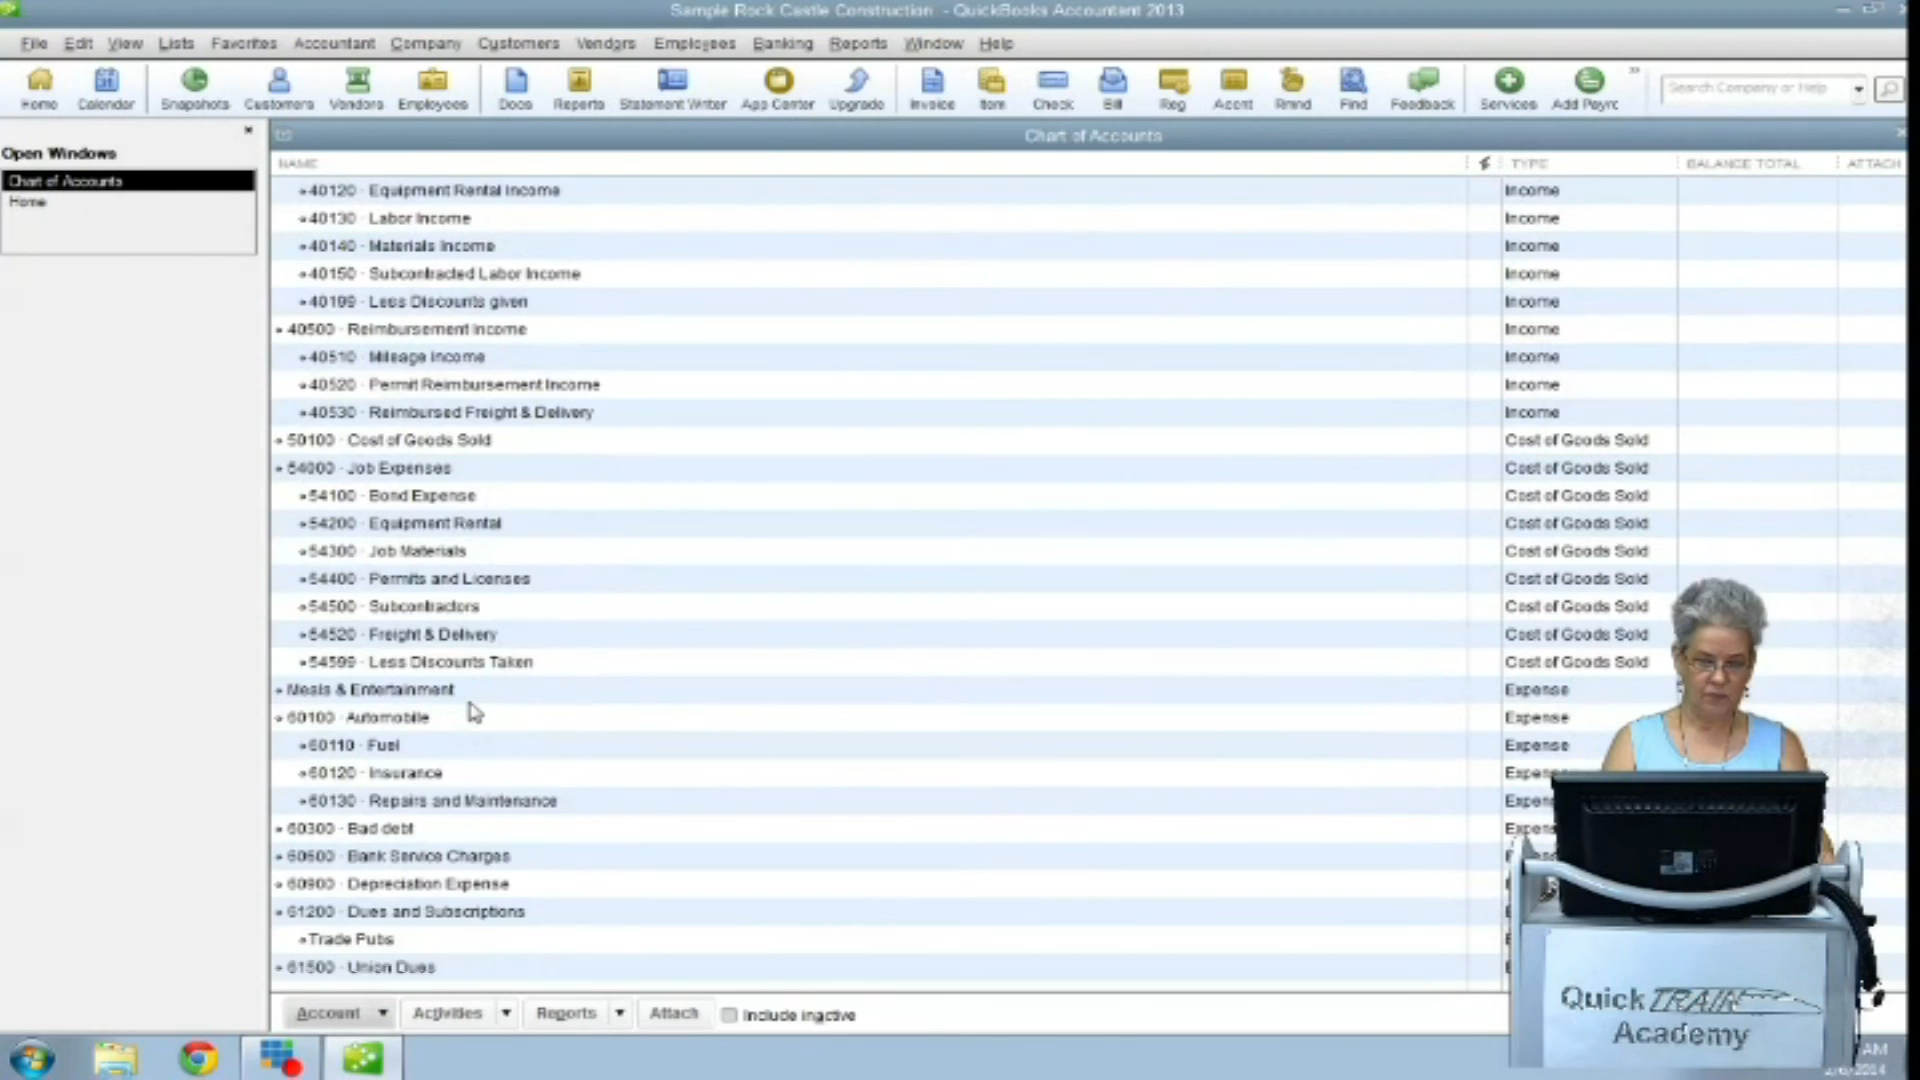 Sample Rock Castle Construction - QuickBooks Accountant 2013
File Edit View Lists Favorites Accountant Company Customers Vendors Employees Banking Reports Window Help
Home Calendar Snapshots Customers Vendors Employees Docs Reports Statement Writer App Center Upgrade Invoice Item Check Bill Reg Accnt Rmnd Find Feedback Services Add Payrc
Search Company or Help
Open Windows
Chart of Accounts
Home
Chart of Accounts
NAME TYPE BALANCE TOTAL ATTACH
40120 · Equipment Rental Income Income
40130 · Labor Income Income
40140 · Materials Income Income
40150 · Subcontracted Labor Income Income
40199 · Less Discounts given Income
40500 · Reimbursement Income Income
40510 · Mileage Income Income
40520 · Permit Reimbursement Income Income
40530 · Reimbursed Freight & Delivery Income
50100 · Cost of Goods Sold Cost of Goods Sold
54000 · Job Expenses Cost of Goods Sold
54100 · Bond Expense Cost of Goods Sold
54200 · Equipment Rental Cost of Goods Sold
54300 · Job Materials Cost of Goods Sold
54400 · Permits and Licenses Cost of Goods Sold
54500 · Subcontractors Cost of Goods Sold
54520 · Freight & Delivery Cost of Goods Sold
54599 · Less Discounts Taken Cost of Goods Sold
Meals & Entertainment Expense
60100 · Automobile Expense
60110 · Fuel Expense
60120 · Insurance Expen
60130 · Repairs and Maintenance Expen
60300 · Bad debt Expen
60600 · Bank Service Charges
60900 · Depreciation Expense
61200 · Dues and Subscriptions
Trade Pubs
61500 · Union Dues
Account Activities Reports Attach Include inactive
Quick TRAIN
Academy
AM
2/6/2014